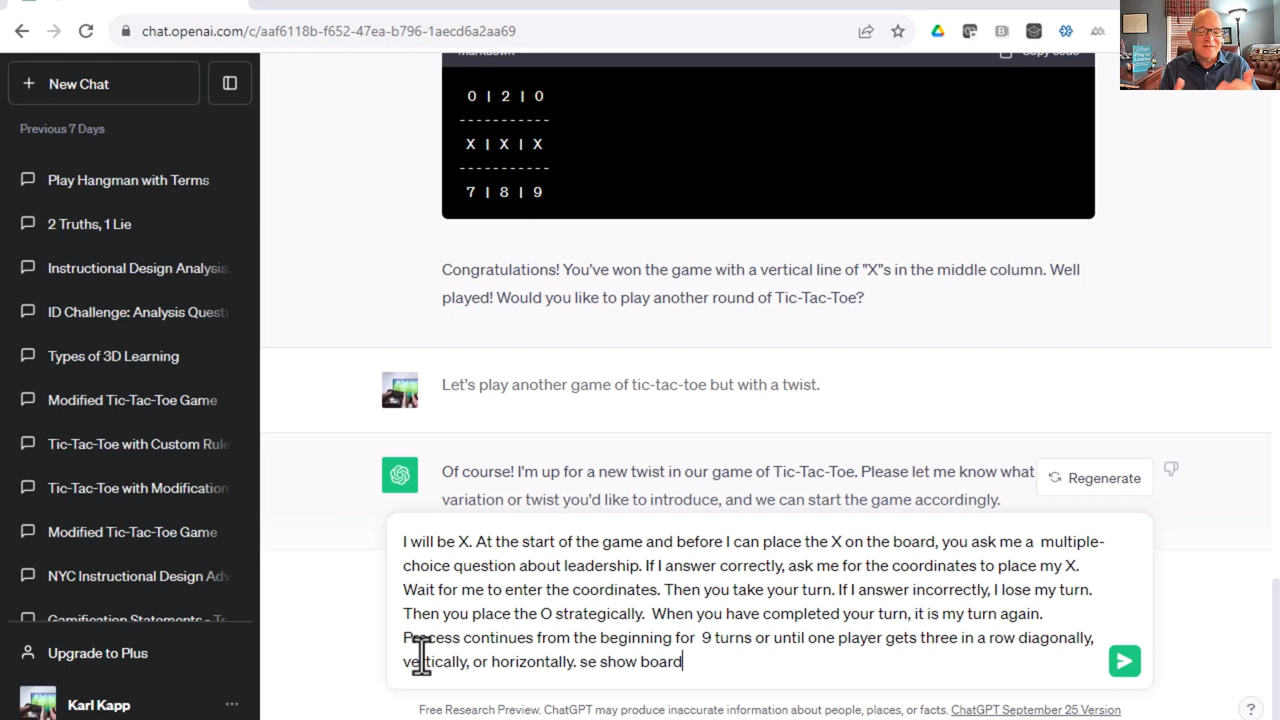 chat.openai.com/c/aaf6118b-f652-47ea-b796-1aecd6a2aa69
New Chat
Previous 7 Days
Play Hangman with Terms
2 Truths, 1 Lie
Instructional Design Analysis
ID Challenge: Analysis Questi
Types of 3D Learning
Modified Tic-Tac-Toe Game
Tic-Tac-Toe with Custom Rule
Tic-Tac-Toe with Modification
Modified Tic-Tac-Toe Game
NYC Instructional Design Adv
Gamification Statements - T
Upgrade to Plus
Karl Kapp
Copy code
O | 2 | O
-----------
X | X | X
-----------
7 | 8 | 9
Congratulations! You've won the game with a vertical line of "X"s in the middle column. Well
played! Would you like to play another round of Tic-Tac-Toe?
Let's play another game of tic-tac-toe but with a twist.
Of course! I'm up for a new twist in our game of Tic-Tac-Toe. Please let me know what
variation or twist you'd like to introduce, and we can start the game accordingly.
Regenerate
I will be X. At the start of the game and before I can place the X on the board, you ask me a multiple-
choice question about leadership. If I answer correctly, ask me for the coordinates to place my X.
Wait for me to enter the coordinates. Then you take your turn. If I answer incorrectly, I lose my turn.
Then you place the O strategically. When you have completed your turn, it is my turn again.
Process continues from the beginning for 9 turns or until one player gets three in a row diagonally,
vertically, or horizontally. se show board
Free Research Preview. ChatGPT may produce inaccurate information about people, places, or facts. ChatGPT September 25 Version
?